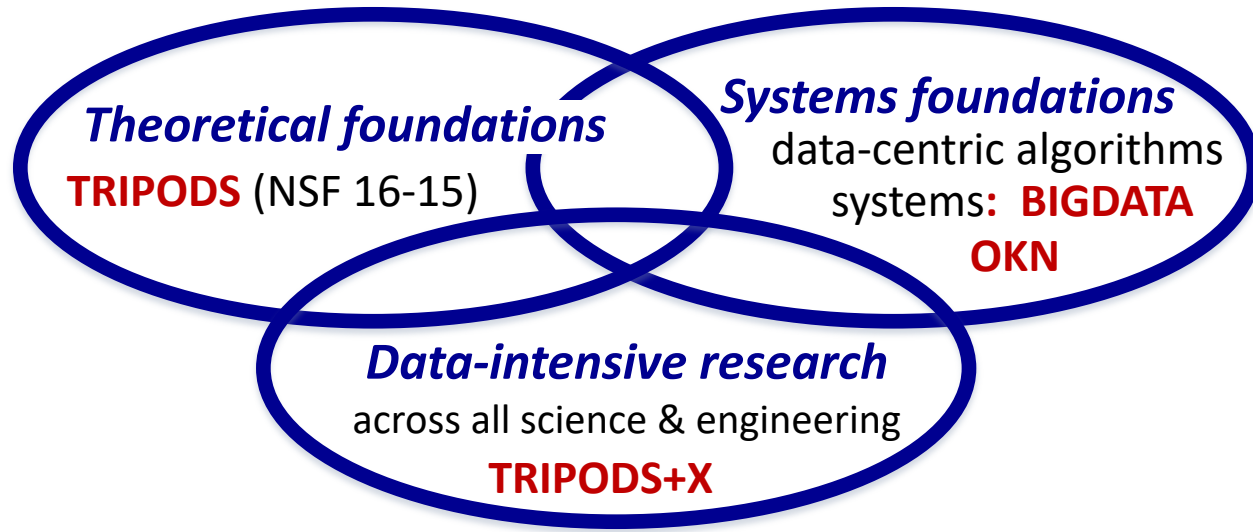 Theoretical foundations
TRIPODS (NSF 16-15)
Systems foundations
data-centric algorithms
systems: BIGDATA
OKN
Data-intensive research
across all science & engineering
TRIPODS+X